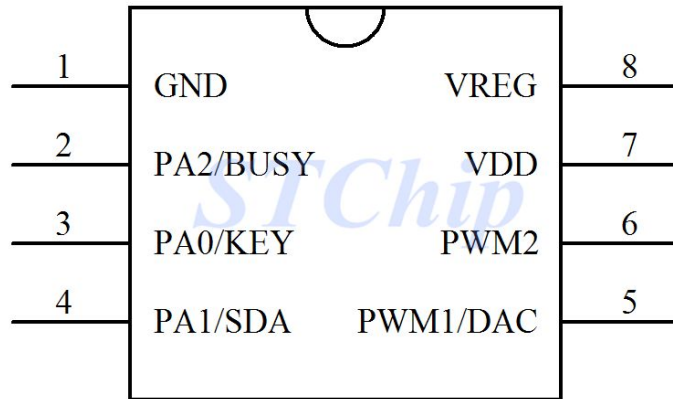 1 GND VREG 8
2 PA2/BUSY VDD 7
STChip
3 PA0/KEY PWM2 6
4 PA1/SDA PWM1/DAC 5